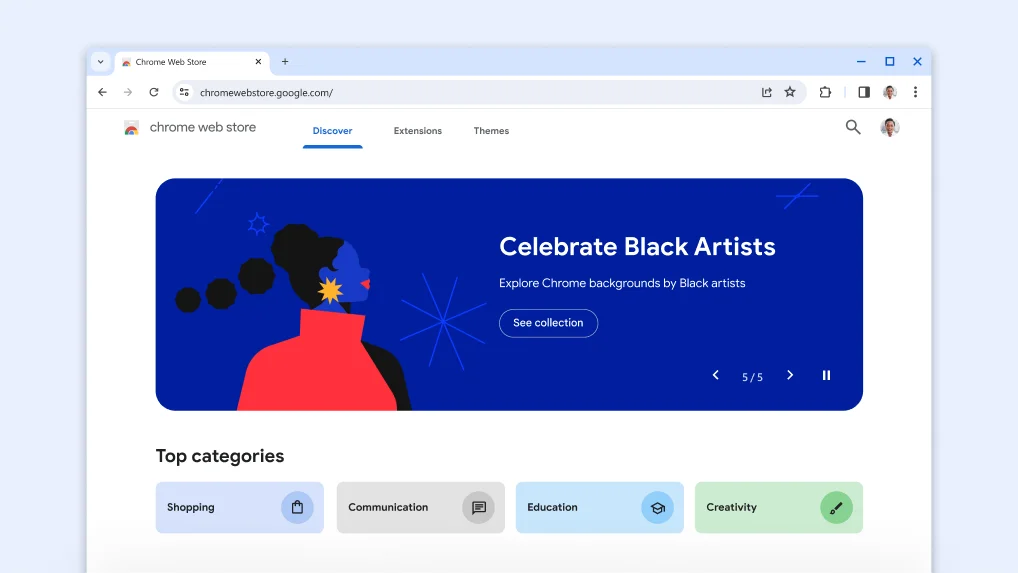 Chrome Web Store
chromewebstore.google.com/
chrome web store
Discover
Extensions
Themes
Celebrate Black Artists
Explore Chrome backgrounds by Black artists
See collection
5 / 5
Top categories
Shopping
Communication
Education
Creativity